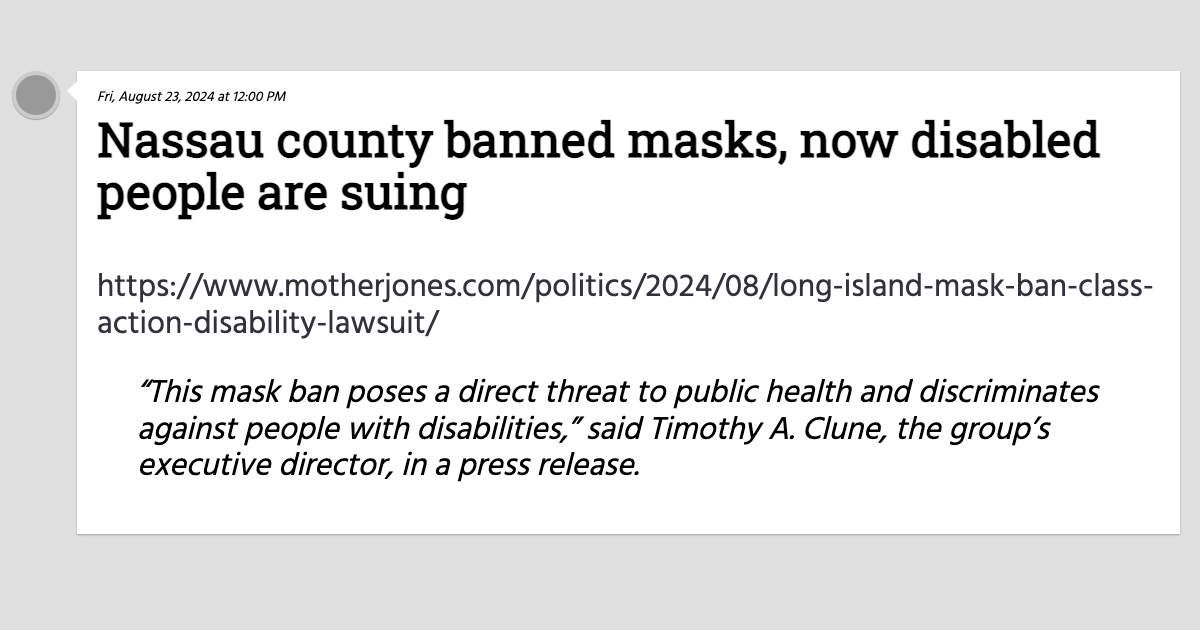 Fri, August 23, 2024 at 12:00 PM
Nassau county banned masks, now disabled
people are suing
https://www.motherjones.com/politics/2024/08/long-island-mask-ban-class-
action-disability-lawsuit/
“This mask ban poses a direct threat to public health and discriminates
against people with disabilities,” said Timothy A. Clune, the group’s
executive director, in a press release.